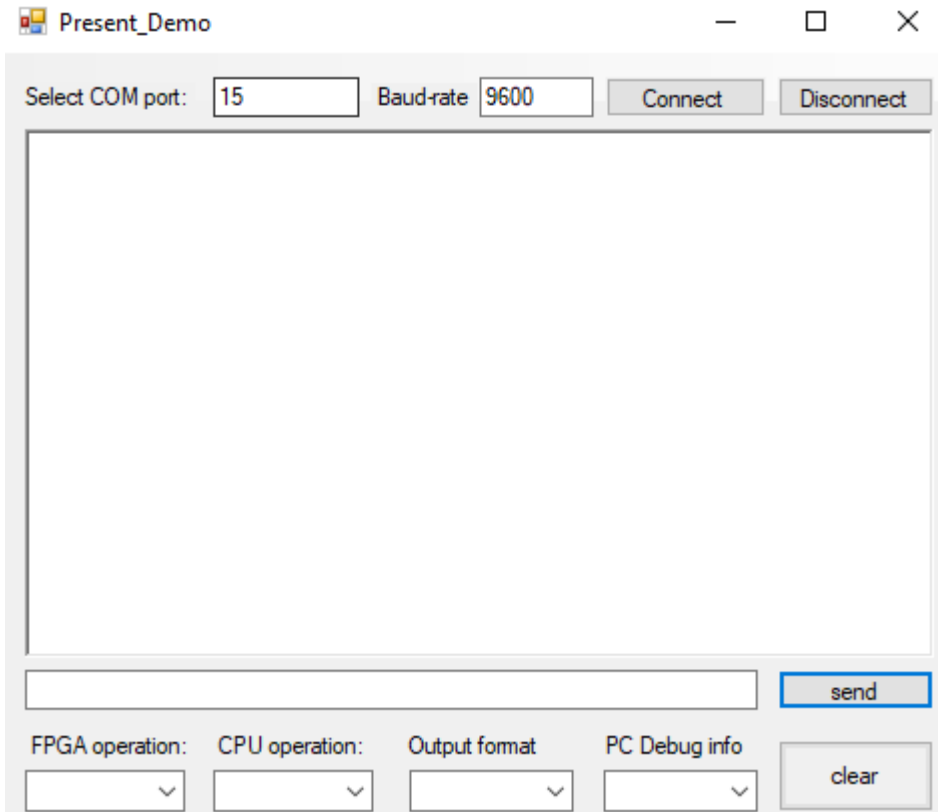 Present_Demo
Select COM port: 15 Baud-rate 9600 Connect Disconnect
send
FPGA operation: CPU operation: Output format PC Debug info
clear